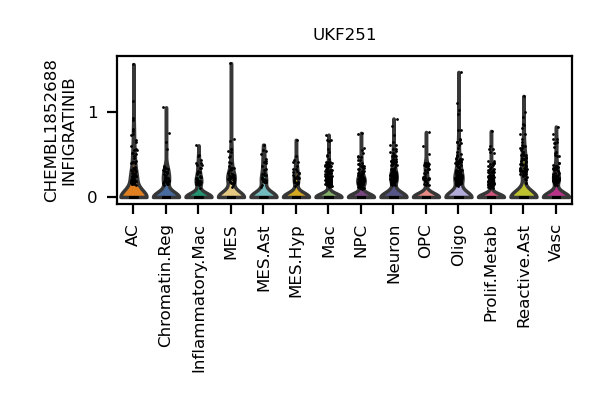 UKF251
CHEMBL1852688
INFIGRATINIB
1
0
AC
Chromatin.Reg
Inflammatory.Mac
MES
MES.Ast
MES.Hyp
Mac
NPC
Neuron
OPC
Oligo
Prolif.Metab
Reactive.Ast
Vasc